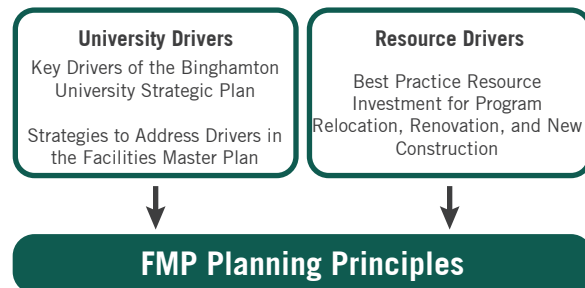 University Drivers
Key Drivers of the Binghamton
University Strategic Plan
Strategies to Address Drivers in
the Facilities Master Plan
Resource Drivers
Best Practice Resource
Investment for Program
Relocation, Renovation, and New
Construction
FMP Planning Principles